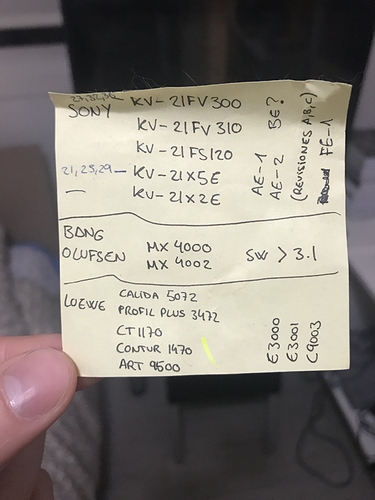 SONY
KV-21FV300
KV-21FV310
KV-21FS120
21, 25, 29 —
KV-21X5E
KV-21X2E
AE-1
AE-2
BE?
(REVISIONES A,B,C)
FE-1
BANG
OLUFSEN
MX 4000
MX 4002
SW > 3.1
LOEWE
CALIDA 5072
PROFIL PLUS 3472
CT1170
CONTUR 1470
ART 9500
E3000
E3001
C9003